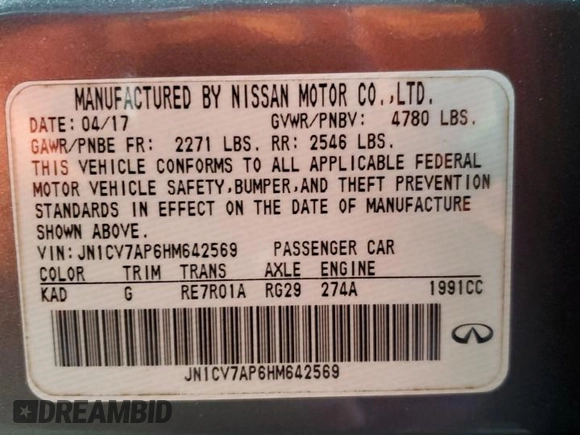 MANUFACTURED BY NISSAN MOTOR CO.,LTD.
DATE: 04/17 GVWR/PNBV: 4780 LBS.
GAWR/PNBE FR: 2271 LBS. RR: 2546 LBS.
THIS VEHICLE CONFORMS TO ALL APPLICABLE FEDERAL
MOTOR VEHICLE SAFETY,BUMPER,AND THEFT PREVENTION
STANDARDS IN EFFECT ON THE DATE OF MANUFACTURE
SHOWN ABOVE.
VIN:JN1CV7AP6HM642569 PASSENGER CAR
COLOR TRIM TRANS AXLE ENGINE
KAD G RE7R01A RG29 274A 1991CC
JN1CV7AP6HM642569
DREAMBID